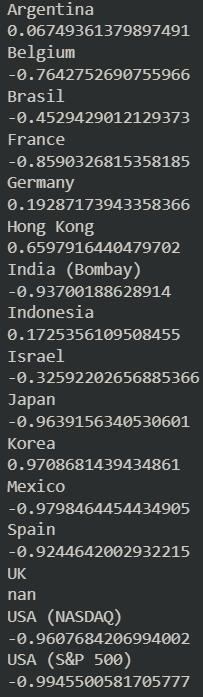 Argentina
0.06749361379897491
Belgium
-0.7642752690755966
Brasil
-0.4529429012129373
France
-0.8590326815358185
Germany
0.19287173943358366
Hong Kong
0.6597916440479702
India (Bombay)
-0.93700188628914
Indonesia
0.1725356109508455
Israel
-0.32592202656885366
Japan
-0.9639156340530601
Korea
0.9708681439434861
Mexico
-0.9798464454434905
Spain
-0.9244642002932215
UK
nan
USA (NASDAQ)
-0.9607684206994002
USA (S&P 500)
-0.9945500581705777